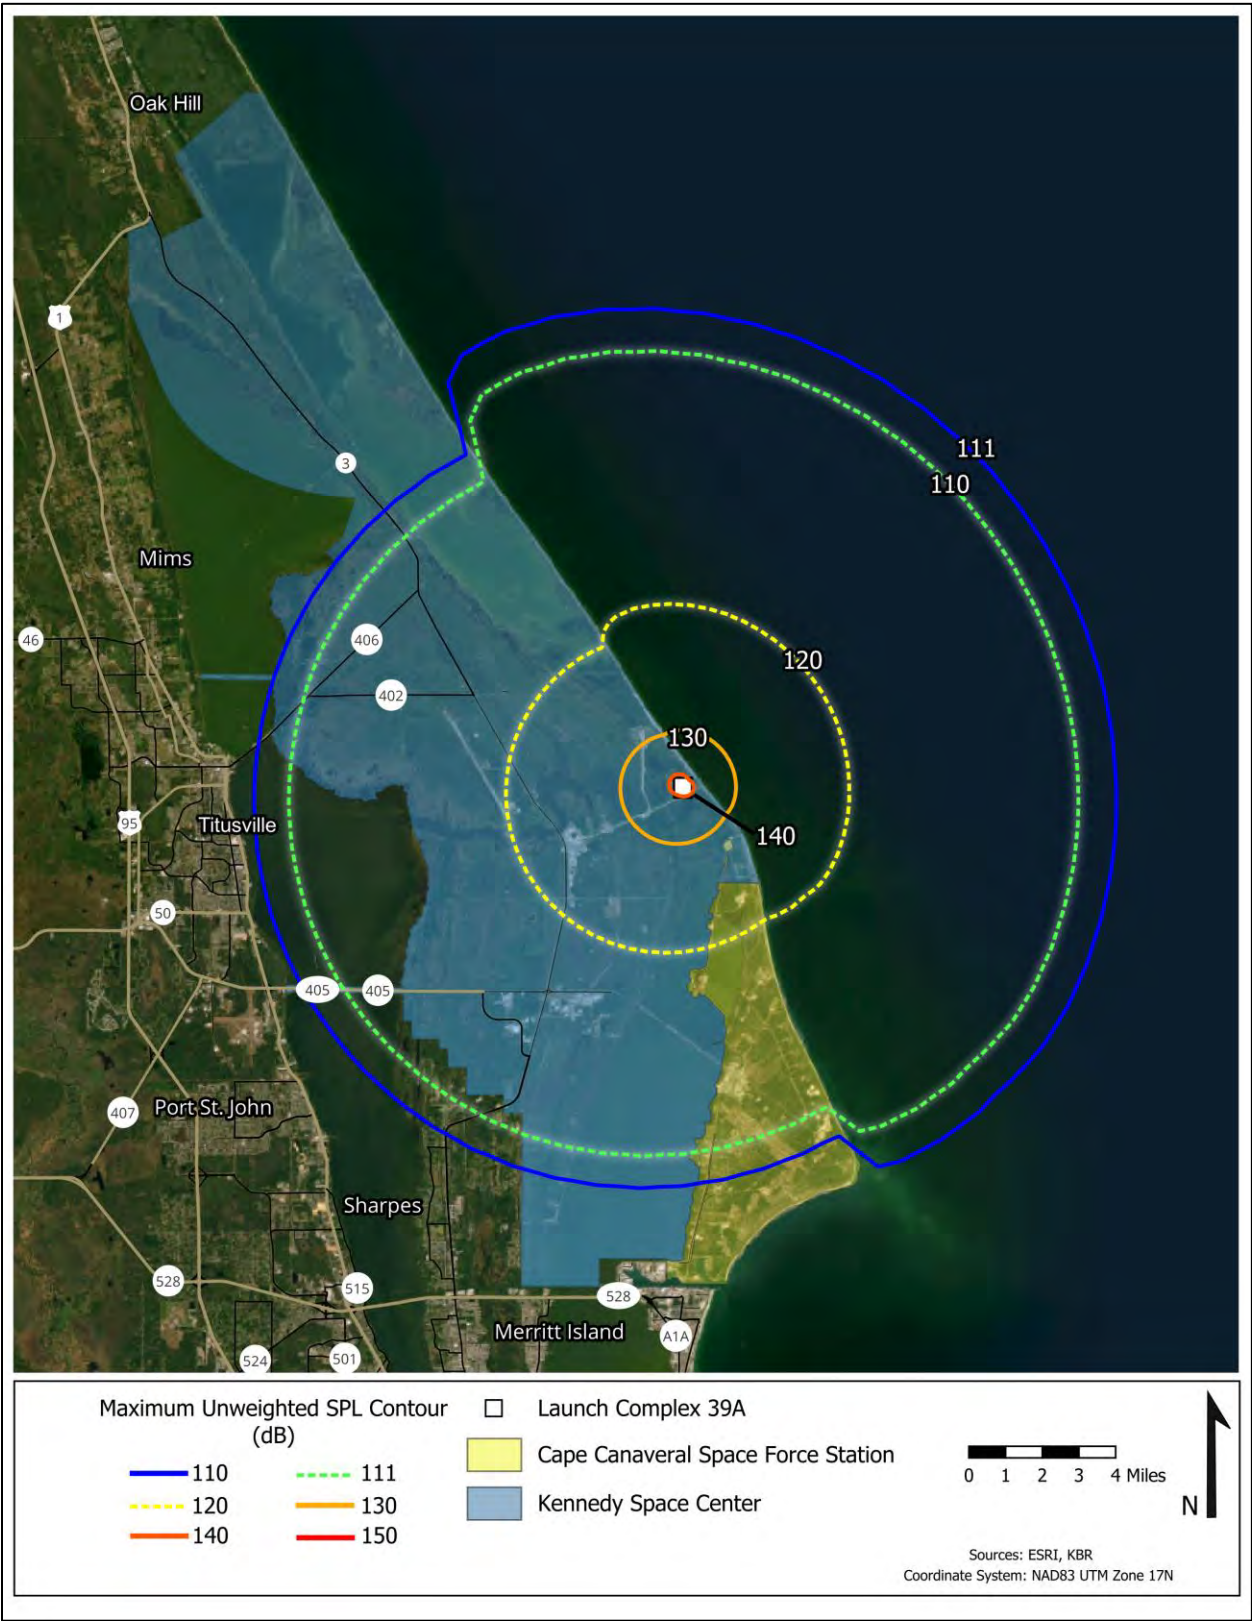 Oak Hill
1
3
111
110
Mims
46
406
120
402
130
95
Titusville
140
50
405
405
407
Port St. John
Sharpes
528
515
528
Merritt Island
A1A
524
501
Maximum Unweighted SPL Contour
(dB)
110
111
120
130
140
150
Launch Complex 39A
Cape Canaveral Space Force Station
Kennedy Space Center
0 1 2 3 4 Miles
N
Sources: ESRI, KBR
Coordinate System: NAD83 UTM Zone 17N